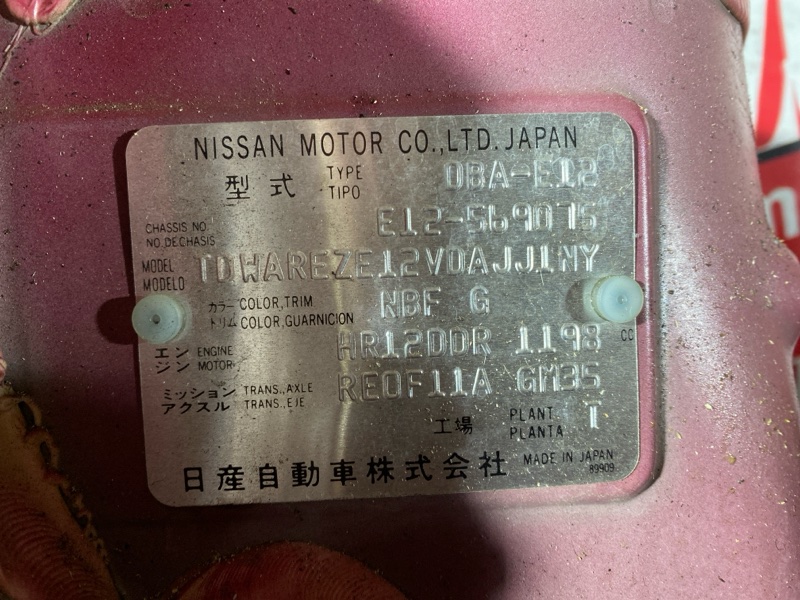 NISSAN MOTOR CO.,LTD. JAPAN
型式 TYPE TIPO DBA-E12
CHASSIS NO. NO.DECHASIS E12-569075
MODEL MODELO TDWAREZE12VDAJJ1NY
カラー COLOR,TRIM トリム COLOR,GUARNICION NBF G
エンジン ENGINE MOTOR HR12DDR 1198 CC
ミッション TRANS.,AXLE アクスル TRANS.,EJE RE0F11A GM35
工場 PLANT PLANTA T
日産自動車株式会社 MADE IN JAPAN
89909